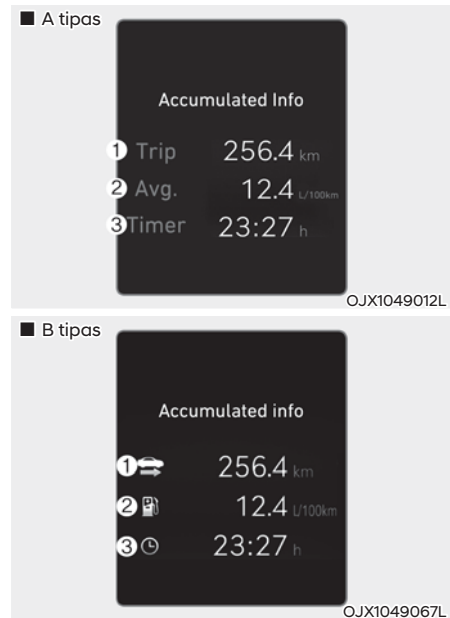 ■ A tipas
Accumulated Info
① Trip 256.4 km
② Avg. 12.4 L/100km
③ Timer 23:27 h
OJX1049012L
■ B tipas
Accumulated info
① 256.4 km
② 12.4 L/100km
③ 23:27 h
OJX1049067L